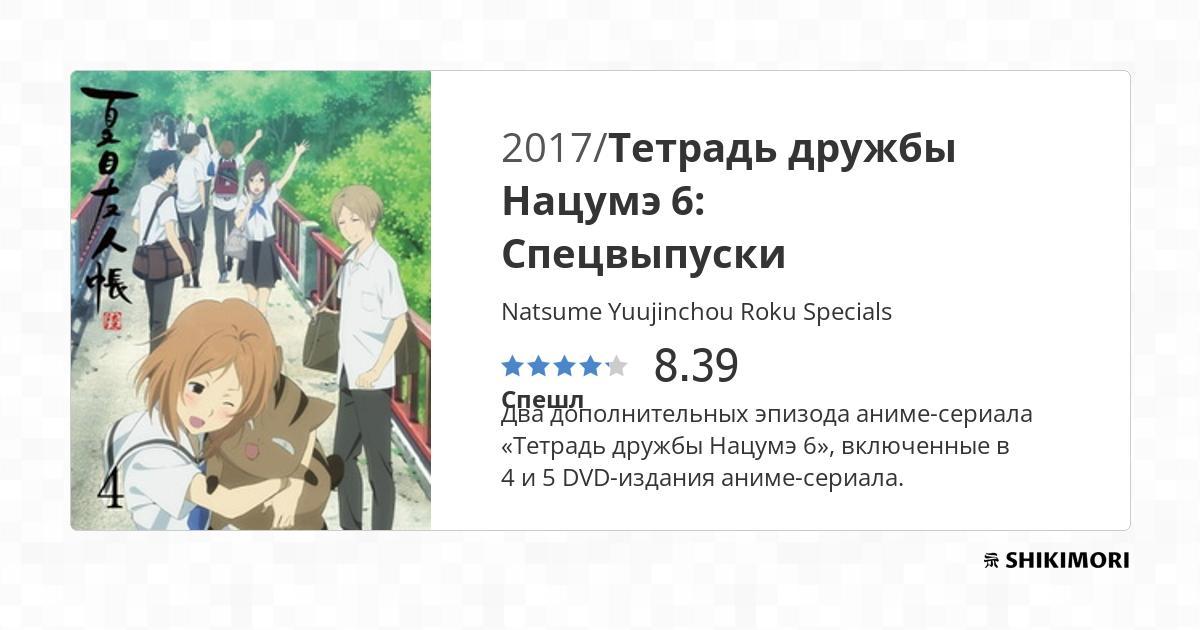 夏目友人帳
4
2017/Тетрадь дружбы
Нацумэ 6:
Спецвыпуски
Natsume Yuujinchou Roku Specials
8.39
Спешл
Два дополнительных эпизода аниме-сериала
«Тетрадь дружбы Нацумэ 6», включенные в
4 и 5 DVD-издания аниме-сериала.
SHIKIMORI